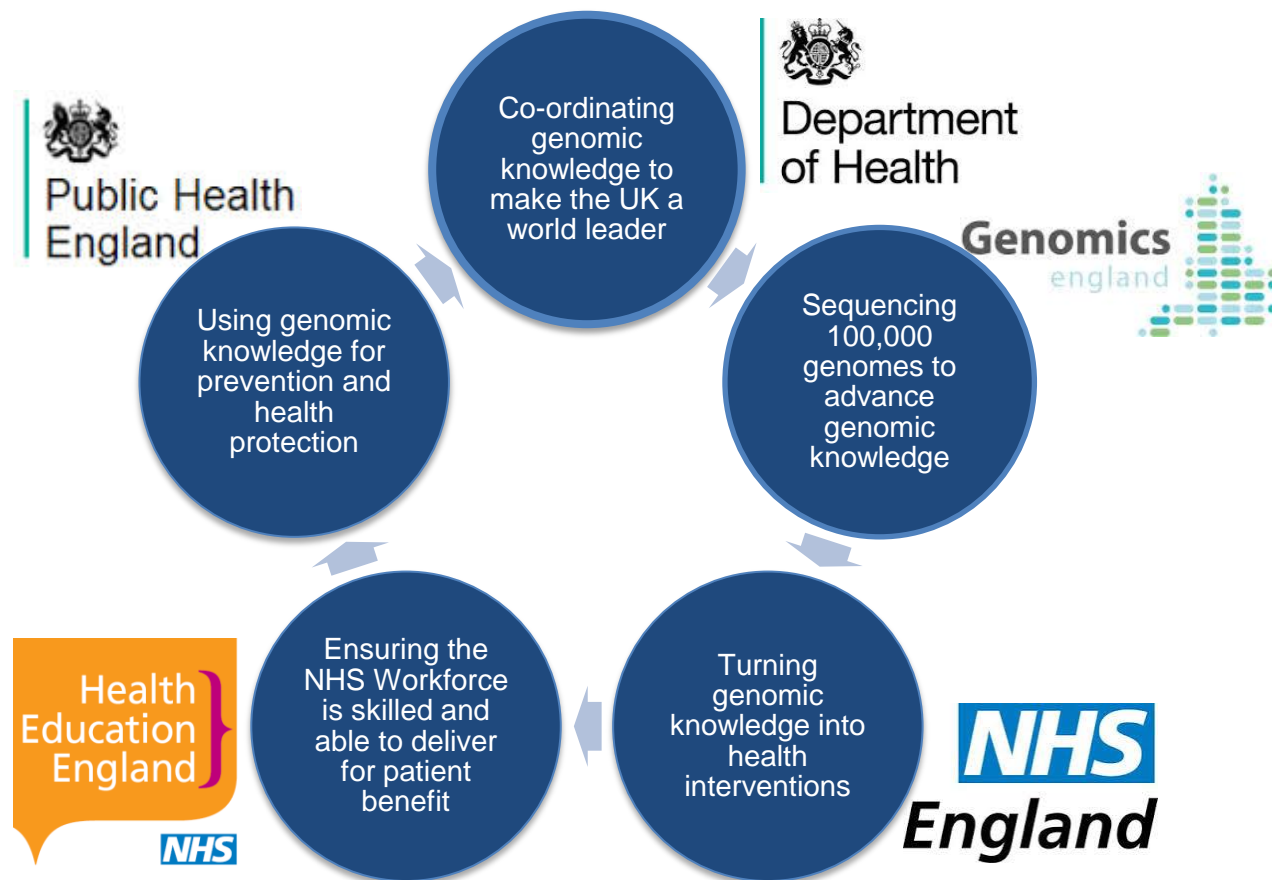 Co-ordinating
genomic
knowledge to
make the UK a
world leader
Department
of Health
Public Health
England
Genomics
england
Sequencing
100,000
genomes to
advance
genomic
knowledge
Using genomic
knowledge for
prevention and
health
protection
Turning
genomic
knowledge into
health
interventions
NHS
England
Ensuring the
NHS Workforce
is skilled and
able to deliver
for patient
benefit
Health
Education
England
NHS